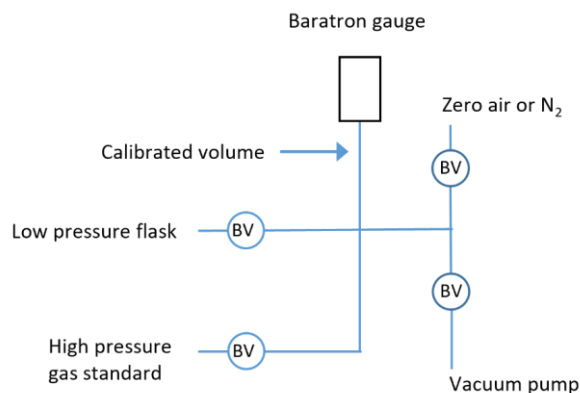 Baratron gauge
Zero air or N₂
Calibrated volume
BV
Low pressure flask
BV
BV
High pressure
gas standard
BV
Vacuum pump